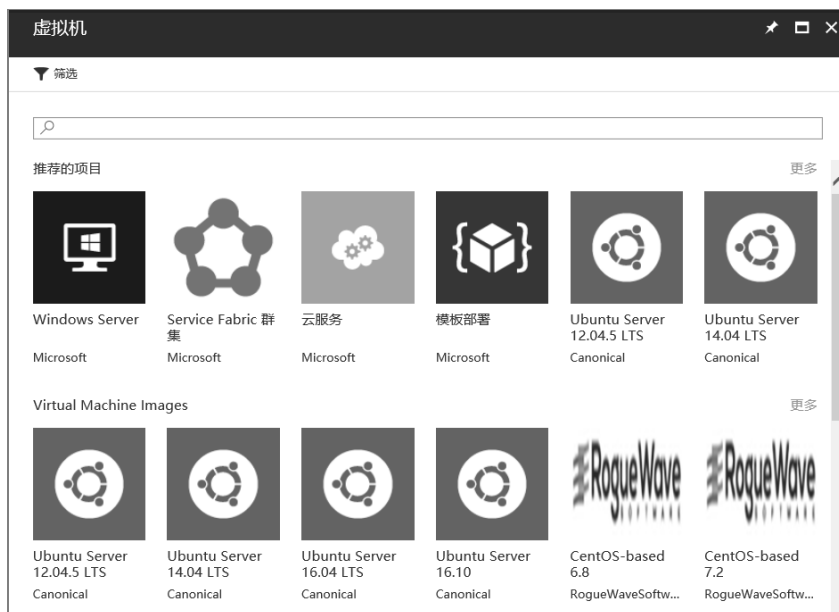 虚拟机
筛选
推荐的项目 更多
Windows Server
Microsoft
Service Fabric 群
集
Microsoft
云服务
Microsoft
模板部署
Microsoft
Ubuntu Server
12.04.5 LTS
Canonical
Ubuntu Server
14.04 LTS
Canonical
Virtual Machine Images 更多
Ubuntu Server
12.04.5 LTS
Canonical
Ubuntu Server
14.04 LTS
Canonical
Ubuntu Server
16.04 LTS
Canonical
Ubuntu Server
16.10
Canonical
RogueWave
SOFTWARE
CentOS-based
6.8
RogueWaveSoftw...
RogueWave
SOFTWARE
CentOS-based
7.2
RogueWaveSoftw...